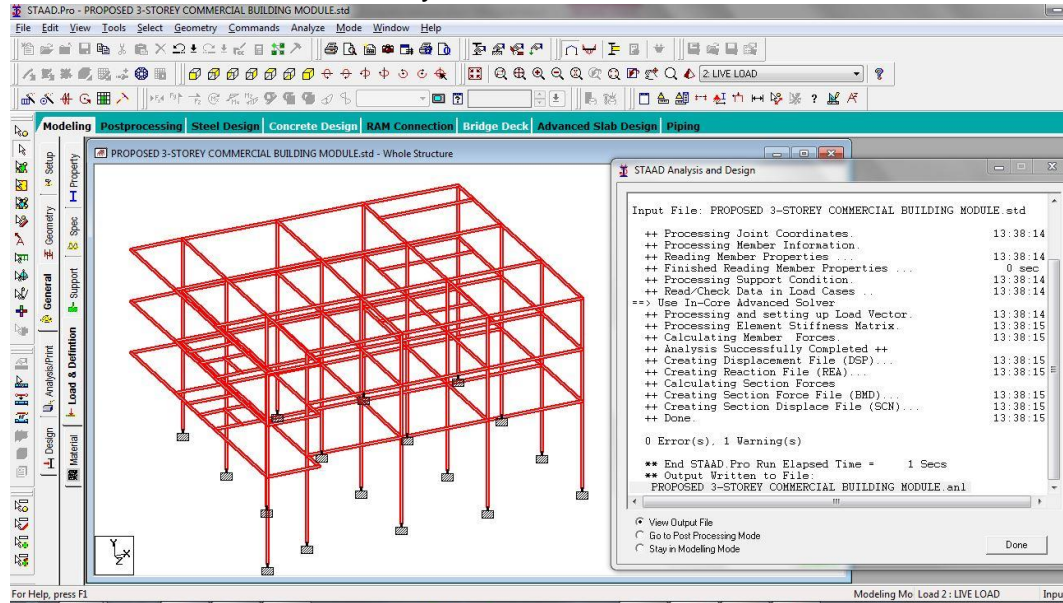 STAAD.Pro - PROPOSED 3-STOREY COMMERCIAL BUILDING MODULE.std
File Edit View Tools Select Geometry Commands Analyze Mode Window Help
2: LIVE LOAD
Modeling Postprocessing Steel Design Concrete Design RAM Connection Bridge Deck Advanced Slab Design Piping
Setup
Geometry
General
Analysis/Print
Design
Property
Spec
Support
Load & Definition
Material
PROPOSED 3-STOREY COMMERCIAL BUILDING MODULE.std - Whole Structure
Y
X
Z
STAAD Analysis and Design
Input File: PROPOSED 3-STOREY COMMERCIAL BUILDING MODULE.std
++ Processing Joint Coordinates. 13:38:14
++ Processing Member Information.
++ Reading Member Properties ... 13:38:14
++ Finished Reading Member Properties ... 0 sec
++ Processing Support Condition. 13:38:14
++ Read/Check Data in Load Cases .. 13:38:14
==> Use In-Core Advanced Solver
++ Processing and setting up Load Vector. 13:38:14
++ Processing Element Stiffness Matrix. 13:38:15
++ Calculating Member Forces. 13:38:15
++ Analysis Successfully Completed ++
++ Creating Displacement File (DSP)... 13:38:15
++ Creating Reaction File (REA)... 13:38:15
++ Calculating Section Forces
++ Creating Section Force File (BMD)... 13:38:15
++ Creating Section Displace File (SCN)... 13:38:15
++ Done. 13:38:15
0 Error(s), 1 Warning(s)
** End STAAD.Pro Run Elapsed Time = 1 Secs
** Output Written to File:
PROPOSED 3-STOREY COMMERCIAL BUILDING MODULE.anl
View Output File
Go to Post Processing Mode
Stay in Modelling Mode
Done
For Help, press F1
Modeling Mo Load 2 : LIVE LOAD Inpu